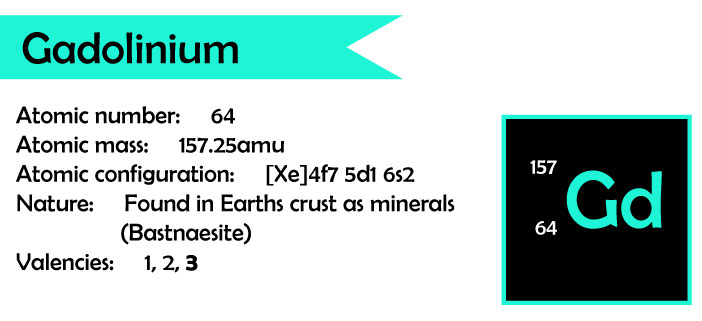 Gadolinium
Atomic number: 64
Atomic mass: 157.25amu
Atomic configuration: [Xe]4f7 5d1 6s2
Nature: Found in Earths crust as minerals
(Bastnaesite)
Valencies: 1, 2, 3
157
Gd
64